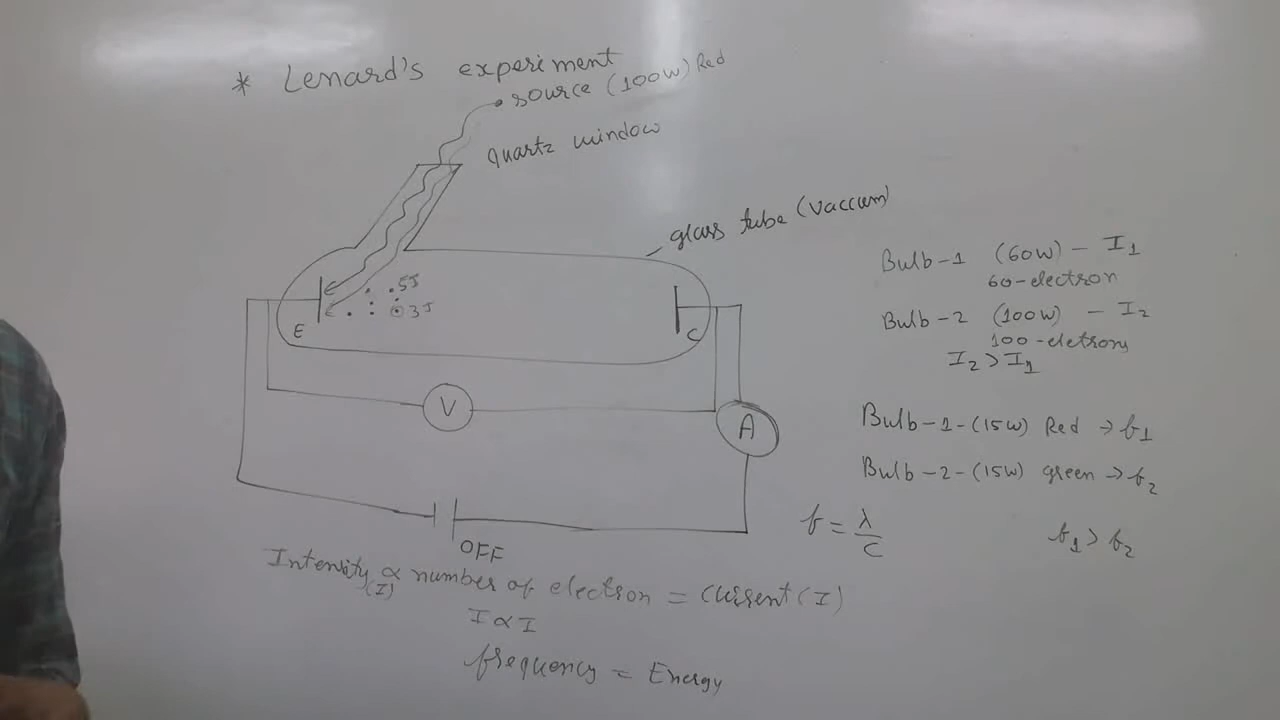 * Lenard's experiment
source (100W) Red
quartz window
glass tube (vaccum)
.5J
3J
E
C
V
A
OFF
Intensity ∝ number of electron = current (I)
(I)
I ∝ I
frequency = Energy
Bulb-1 (60W) - I1
60-electron
Bulb-2 (100W) - I2
100-eletrons
I2 > I1
Bulb-1-(15W) Red → f1
Bulb-2-(15W) green → f2
f = λ/c
f1 > f2